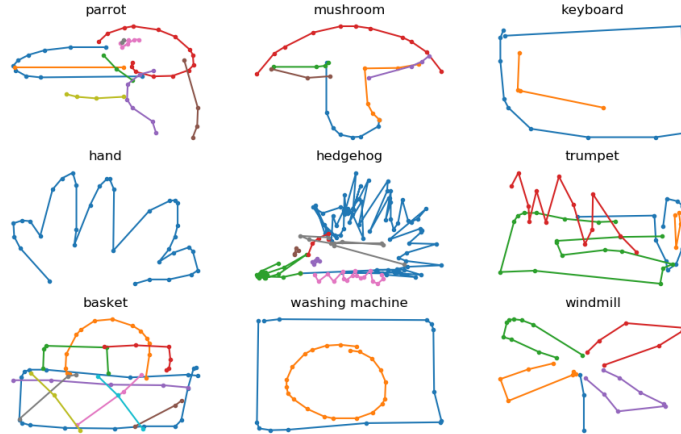 parrot
mushroom
keyboard
hand
hedgehog
trumpet
basket
washing machine
windmill